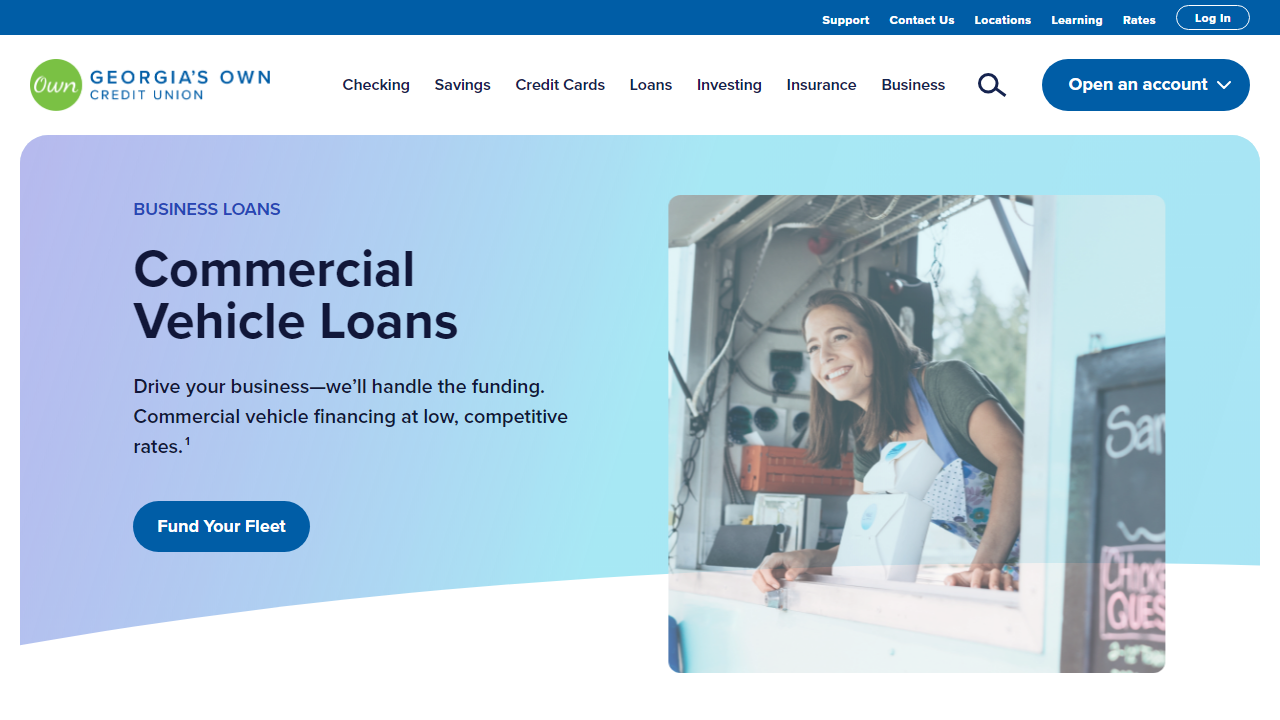 Support Contact Us Locations Learning Rates Log In
Own GEORGIA'S OWN
CREDIT UNION
Checking Savings Credit Cards Loans Investing Insurance Business Open an account
BUSINESS LOANS
Commercial
Vehicle Loans
Drive your business—we’ll handle the funding.
Commercial vehicle financing at low, competitive
rates.¹
Fund Your Fleet